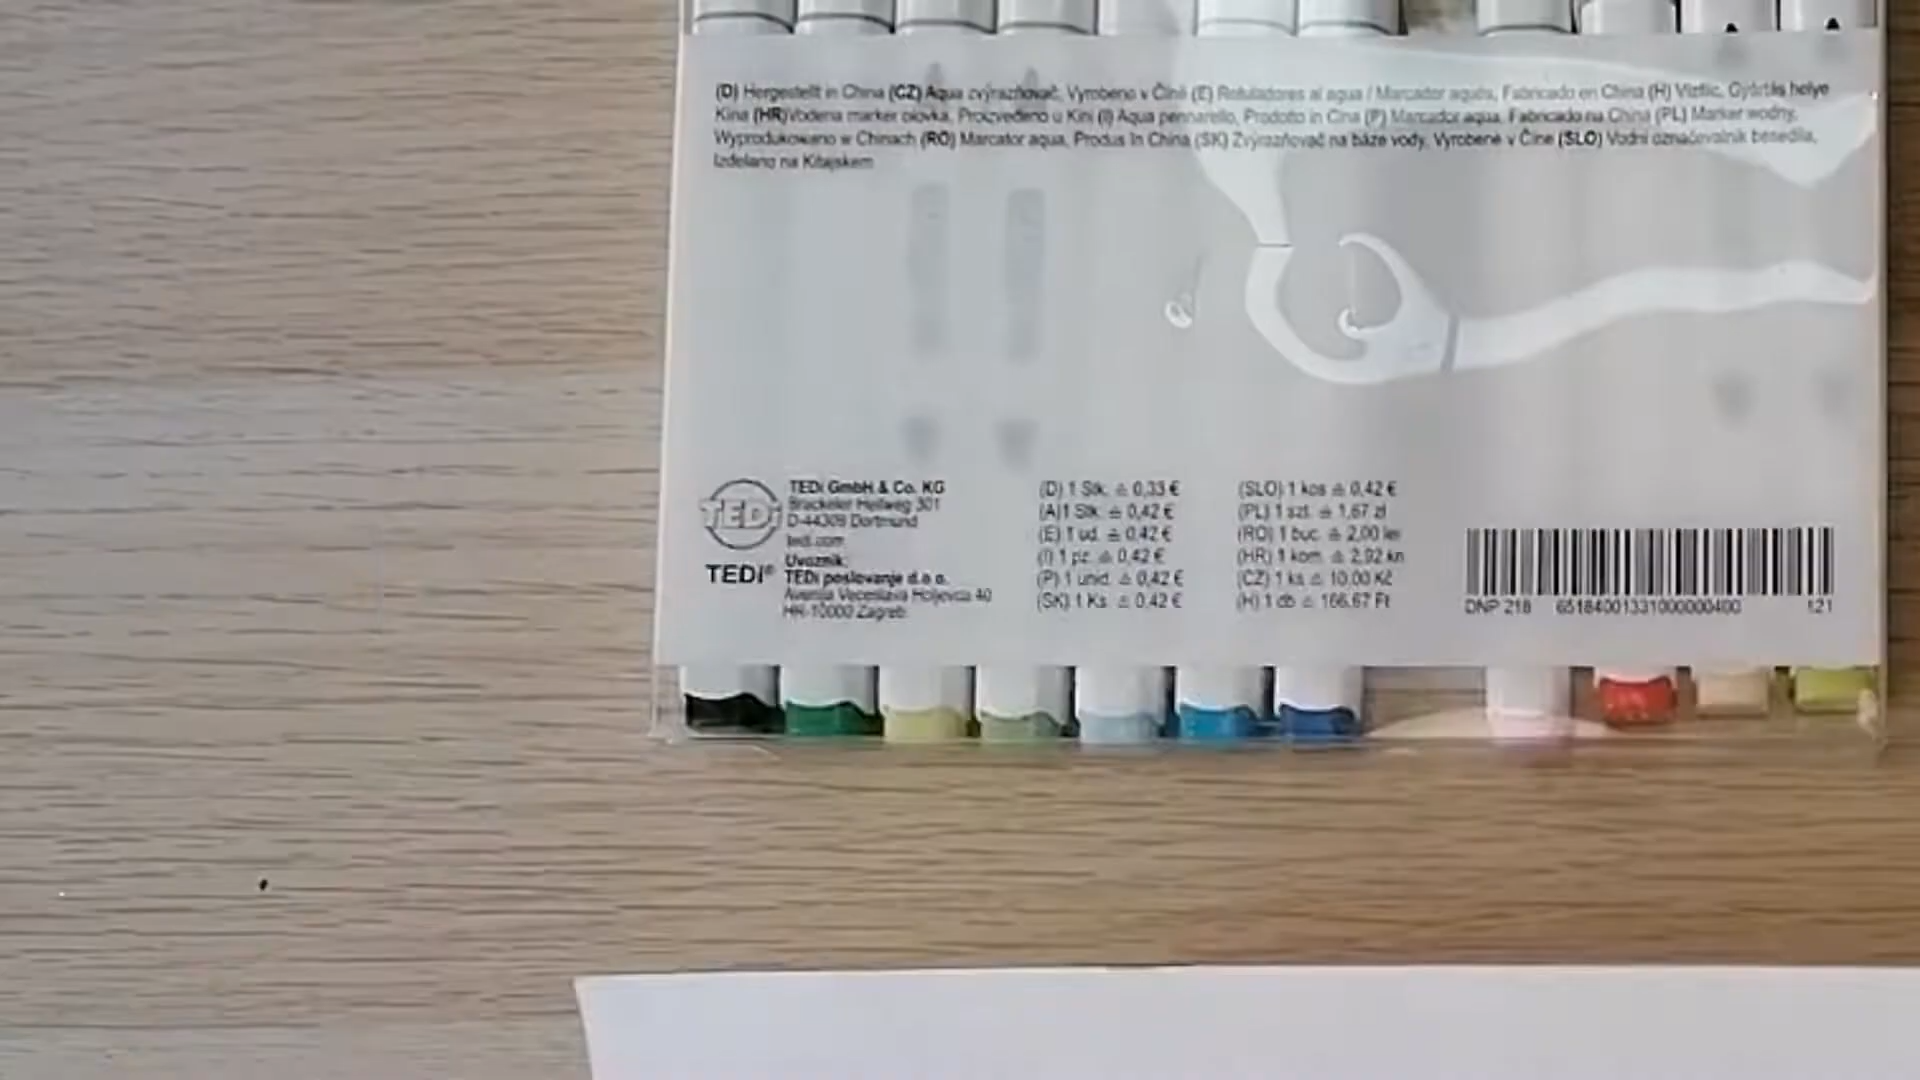 (D) Hergestellt in China (CZ) Aqua zvýrazňovač, Vyrobeno v Číně (E) Rotuladores al agua / Marcador aquds, Fabricado en China (H) Vízfilc, Gyártás helye
Kína (HR)Vodena marker olovka, Proizvedeno u Kini (I) Aqua pennarello, Prodotto in Cina (P) Marcador aqua, Fabricado na China (PL) Marker wodny,
Wyprodukowano w Chinach (RO) Marcator aqua, Produs în China (SK) Zvýrazňovač na báze vody, Vyrobené v Číne (SLO) Vodni označevalnik besedila,
Izdelano na Kitajskem
TEDi
TEDi®
TEDi GmbH & Co. KG
Brackeler Hellweg 301
D-44309 Dortmund
tedi.com
Uvoznik:
TEDi poslovanje d.o.o.
Avenija Većeslava Holjevca 40
HR-10000 Zagreb
(D) 1 Stk. ≙ 0,33 €
(A)1 Stk. ≙ 0,42 €
(E) 1 ud. ≙ 0,42 €
(I) 1 pz. ≙ 0,42 €
(P) 1 unid. ≙ 0,42 €
(SK) 1 Ks. ≙ 0,42 €
(SLO) 1 kos ≙ 0,42 €
(PL) 1 szt. ≙ 1,67 zł
(RO) 1 buc. ≙ 2,00 lei
(HR) 1 kom. ≙ 2,92 kn
(CZ) 1 ks ≙ 10,00 Kč
(H) 1 db ≙ 166,67 Ft
DNP 218 65184001331000000400 121